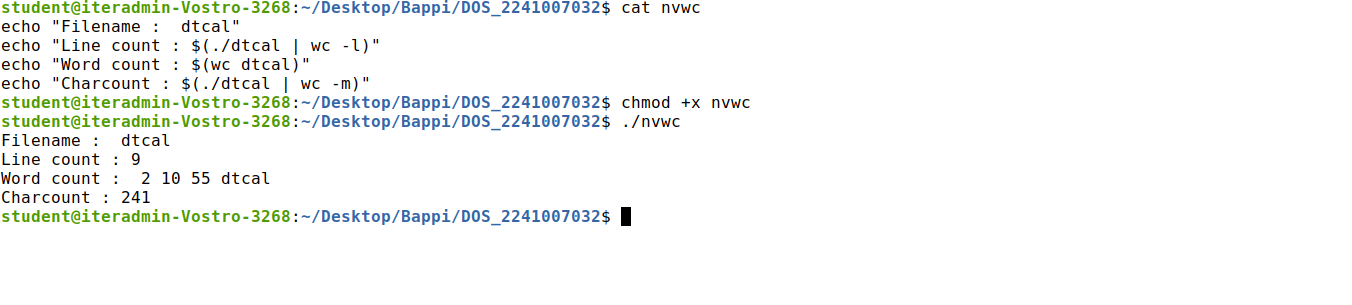 student@iteradmin-Vostro-3268:~/Desktop/Bappi/DOS_2241007032$ cat nvwc
echo "Filename :  dtcal"
echo "Line count : $(./dtcal | wc -l)"
echo "Word count : $(wc dtcal)"
echo "Charcount : $(./dtcal | wc -m)"
student@iteradmin-Vostro-3268:~/Desktop/Bappi/DOS_2241007032$ chmod +x nvwc
student@iteradmin-Vostro-3268:~/Desktop/Bappi/DOS_2241007032$ ./nvwc
Filename :  dtcal
Line count : 9
Word count :  2 10 55 dtcal
Charcount : 241
student@iteradmin-Vostro-3268:~/Desktop/Bappi/DOS_2241007032$